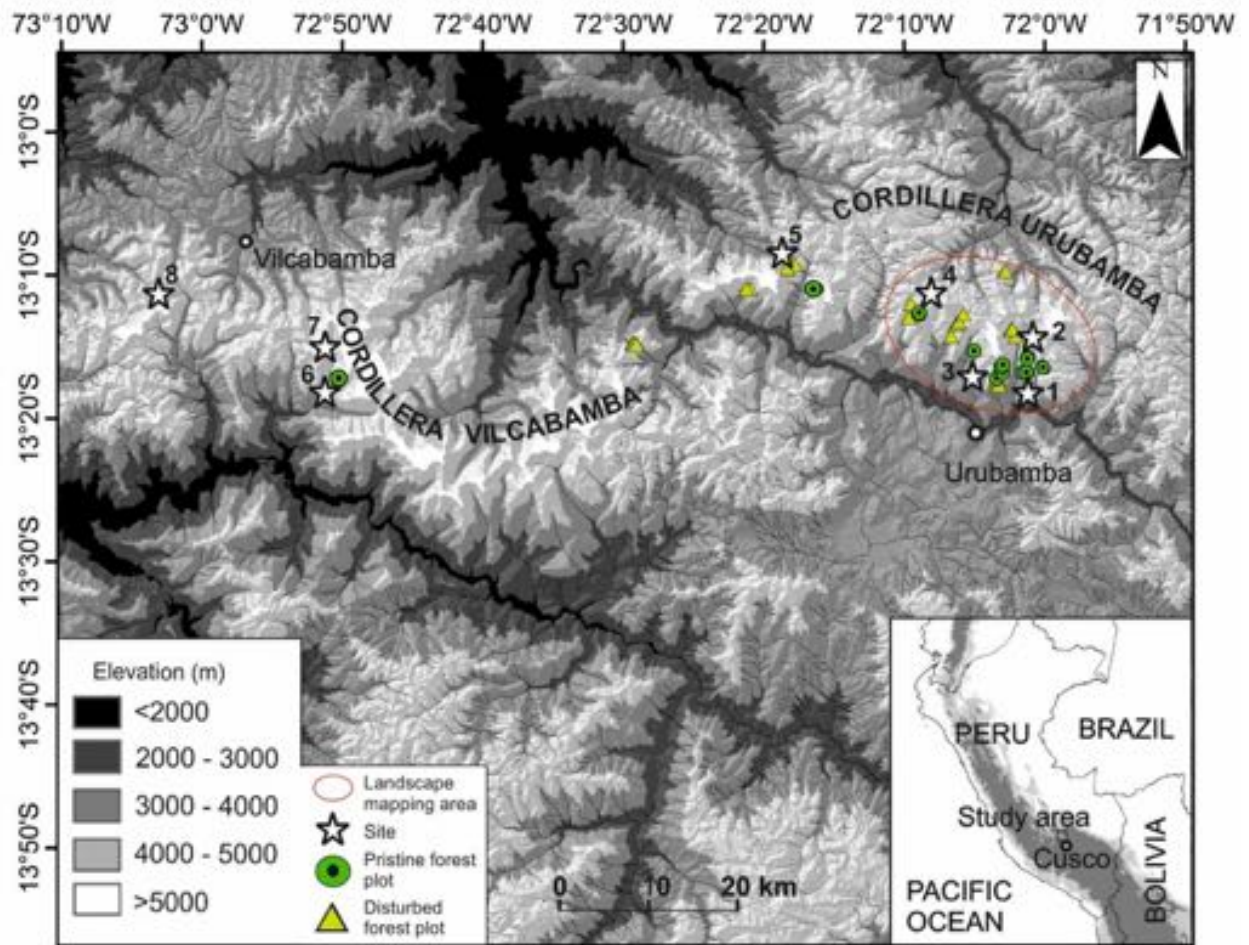 73°10'0"W 73°0'W 72°50'W 72°40'W 72°30'W 72°20'W 72°10'W 72°0'W 71°50'W
N
13°0'S
13°10'S
13°20'S
13°30'S
13°40'S
13°50'S
CORDILLERA URUBAMBA
Vilcabamba
8
5
4
2
7
6
3
1
CORDILLERA VILCABAMBA
Urubamba
Elevation (m)
<2000
2000 - 3000
3000 - 4000
4000 - 5000
>5000
Landscape
mapping area
Site
Pristine forest
plot
Disturbed
forest plot
0 10 20 km
PERU
BRAZIL
Study area
Cusco
BOLIVIA
PACIFIC
OCEAN